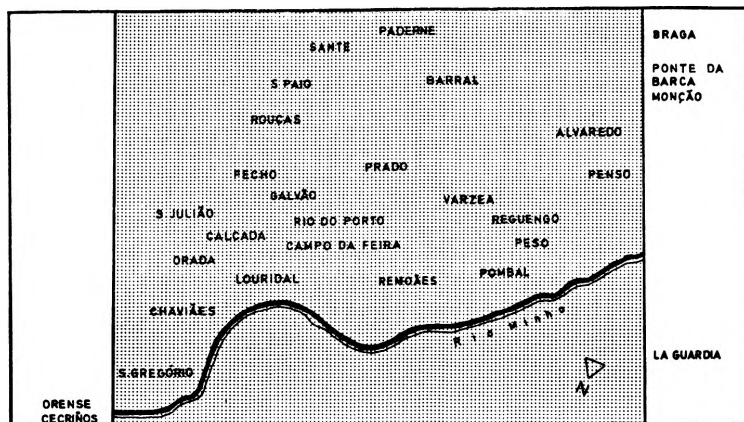 PADERNE
SANTE
BRAGA
S PAIO
BARRAL
PONTE DA
BARCA
MONÇÃO
ROUÇAS
ALVAREDO
PRADO
PECHO
PENSO
GALVÃO
VARZEA
S. JULIÃO
RIO DO PORTO
REGUENGO
CALÇADA
CAMPO DA FEIRA
PESO
ORADA
LOURIDAL
REMOÃES
POMBAL
CHAVIÃES
Rio Minho
LA GUARDIA
S. GREGÓRIO
N
ORENSE
CECRIÑOS